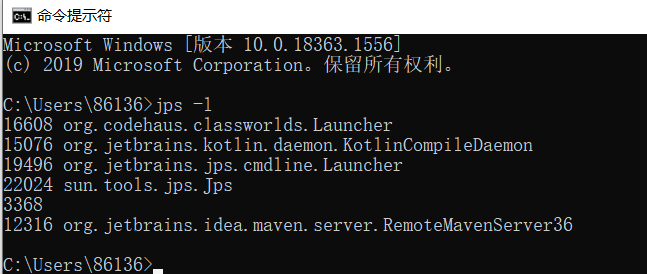 命令提示符
Microsoft Windows [版本 10.0.18363.1556]
(c) 2019 Microsoft Corporation。保留所有权利。
C:\Users\86136>jps -l
16608 org.codehaus.classworlds.Launcher
15076 org.jetbrains.kotlin.daemon.KotlinCompileDaemon
19496 org.jetbrains.jps.cmdline.Launcher
22024 sun.tools.jps.Jps
3368
12316 org.jetbrains.idea.maven.server.RemoteMavenServer36
C:\Users\86136>